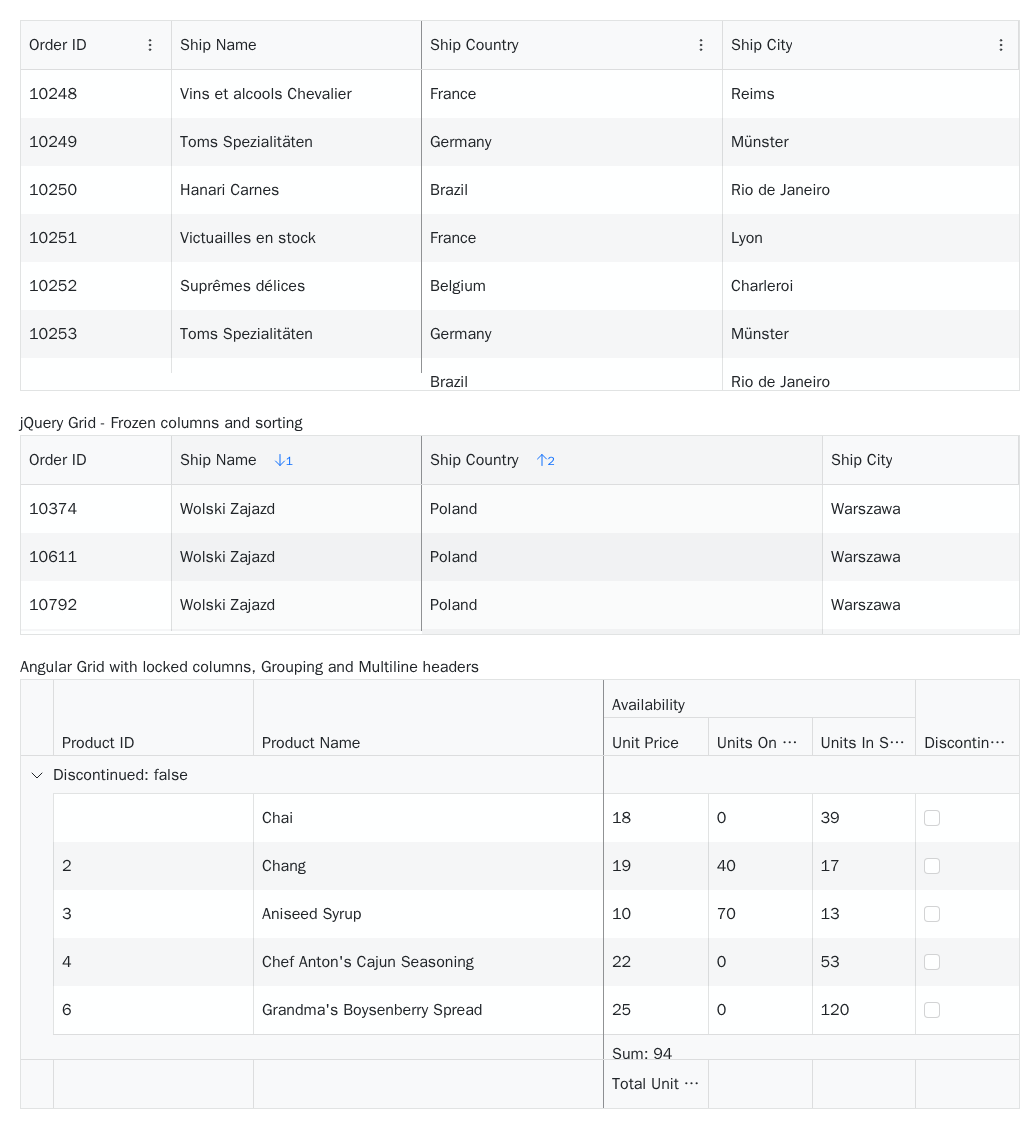 Order ID Ship Name Ship Country Ship City
10248 Vins et alcools Chevalier France Reims
10249 Toms Spezialitäten Germany Münster
10250 Hanari Carnes Brazil Rio de Janeiro
10251 Victuailles en stock France Lyon
10252 Suprêmes délices Belgium Charleroi
10253 Toms Spezialitäten Germany Münster
Brazil Rio de Janeiro
jQuery Grid - Frozen columns and sorting
Order ID Ship Name ↓1 Ship Country ↑2 Ship City
10374 Wolski Zajazd Poland Warszawa
10611 Wolski Zajazd Poland Warszawa
10792 Wolski Zajazd Poland Warszawa
Angular Grid with locked columns, Grouping and Multiline headers
Availability
Product ID Product Name Unit Price Units On ··· Units In S··· Discontin···
Discontinued: false
Chai 18 0 39
2 Chang 19 40 17
3 Aniseed Syrup 10 70 13
4 Chef Anton's Cajun Seasoning 22 0 53
6 Grandma's Boysenberry Spread 25 0 120
Sum: 94
Total Unit ···